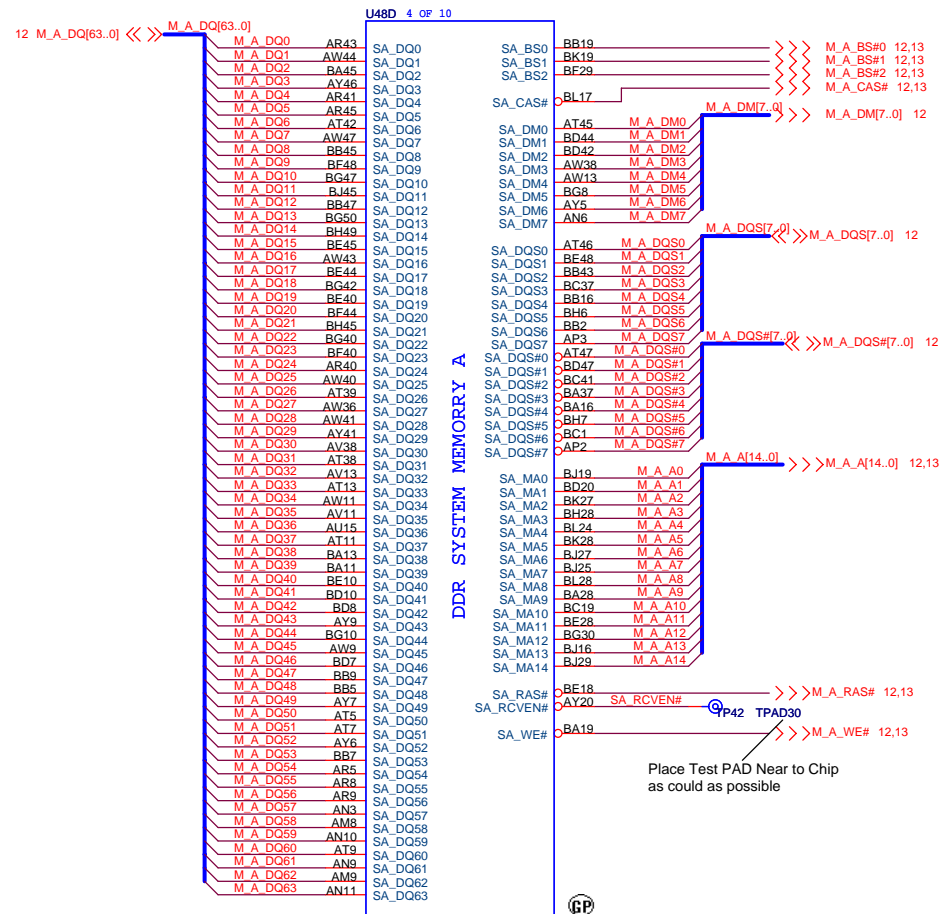 U48D 4 OF 10
12 M_A_DQ[63..0]
M_A_DQ[63..0]
M_A_DQ0 AR43 SA_DQ0
M_A_DQ1 AW44 SA_DQ1
M_A_DQ2 BA45 SA_DQ2
M_A_DQ3 AY46 SA_DQ3
M_A_DQ4 AR41 SA_DQ4
M_A_DQ5 AR45 SA_DQ5
M_A_DQ6 AT42 SA_DQ6
M_A_DQ7 AW47 SA_DQ7
M_A_DQ8 BB45 SA_DQ8
M_A_DQ9 BF48 SA_DQ9
M_A_DQ10 BG47 SA_DQ10
M_A_DQ11 BJ45 SA_DQ11
M_A_DQ12 BB47 SA_DQ12
M_A_DQ13 BG50 SA_DQ13
M_A_DQ14 BH49 SA_DQ14
M_A_DQ15 BE45 SA_DQ15
M_A_DQ16 AW43 SA_DQ16
M_A_DQ17 BE44 SA_DQ17
M_A_DQ18 BG42 SA_DQ18
M_A_DQ19 BE40 SA_DQ19
M_A_DQ20 BF44 SA_DQ20
M_A_DQ21 BH45 SA_DQ21
M_A_DQ22 BG40 SA_DQ22
M_A_DQ23 BF40 SA_DQ23
M_A_DQ24 AR40 SA_DQ24
M_A_DQ25 AW40 SA_DQ25
M_A_DQ26 AT39 SA_DQ26
M_A_DQ27 AW36 SA_DQ27
M_A_DQ28 AW41 SA_DQ28
M_A_DQ29 AY41 SA_DQ29
M_A_DQ30 AV38 SA_DQ30
M_A_DQ31 AT38 SA_DQ31
M_A_DQ32 AV13 SA_DQ32
M_A_DQ33 AT13 SA_DQ33
M_A_DQ34 AW11 SA_DQ34
M_A_DQ35 AV11 SA_DQ35
M_A_DQ36 AU15 SA_DQ36
M_A_DQ37 AT11 SA_DQ37
M_A_DQ38 BA13 SA_DQ38
M_A_DQ39 BA11 SA_DQ39
M_A_DQ40 BE10 SA_DQ40
M_A_DQ41 BD10 SA_DQ41
M_A_DQ42 BD8 SA_DQ42
M_A_DQ43 AY9 SA_DQ43
M_A_DQ44 BG10 SA_DQ44
M_A_DQ45 AW9 SA_DQ45
M_A_DQ46 BD7 SA_DQ46
M_A_DQ47 BB9 SA_DQ47
M_A_DQ48 BB5 SA_DQ48
M_A_DQ49 AY7 SA_DQ49
M_A_DQ50 AT5 SA_DQ50
M_A_DQ51 AT7 SA_DQ51
M_A_DQ52 AY6 SA_DQ52
M_A_DQ53 BB7 SA_DQ53
M_A_DQ54 AR5 SA_DQ54
M_A_DQ55 AR8 SA_DQ55
M_A_DQ56 AR9 SA_DQ56
M_A_DQ57 AN3 SA_DQ57
M_A_DQ58 AM8 SA_DQ58
M_A_DQ59 AN10 SA_DQ59
M_A_DQ60 AT9 SA_DQ60
M_A_DQ61 AN9 SA_DQ61
M_A_DQ62 AM9 SA_DQ62
M_A_DQ63 AN11 SA_DQ63
DDR SYSTEM MEMORRY A
SA_BS0 BB19 M_A_BS#0 12,13
SA_BS1 BK19 M_A_BS#1 12,13
SA_BS2 BF29 M_A_BS#2 12,13
SA_CAS# BL17 M_A_CAS# 12,13
M_A_DM[7..0] M_A_DM[7..0] 12
SA_DM0 AT45 M_A_DM0
SA_DM1 BD44 M_A_DM1
SA_DM2 BD42 M_A_DM2
SA_DM3 AW38 M_A_DM3
SA_DM4 AW13 M_A_DM4
SA_DM5 BG8 M_A_DM5
SA_DM6 AY5 M_A_DM6
SA_DM7 AN6 M_A_DM7
M_A_DQS[7..0] M_A_DQS[7..0] 12
SA_DQS0 AT46 M_A_DQS0
SA_DQS1 BE48 M_A_DQS1
SA_DQS2 BB43 M_A_DQS2
SA_DQS3 BC37 M_A_DQS3
SA_DQS4 BB16 M_A_DQS4
SA_DQS5 BH6 M_A_DQS5
SA_DQS6 BB2 M_A_DQS6
SA_DQS7 AP3 M_A_DQS7
M_A_DQS#[7..0] M_A_DQS#[7..0] 12
SA_DQS#0 AT47 M_A_DQS#0
SA_DQS#1 BD47 M_A_DQS#1
SA_DQS#2 BC41 M_A_DQS#2
SA_DQS#3 BA37 M_A_DQS#3
SA_DQS#4 BA16 M_A_DQS#4
SA_DQS#5 BH7 M_A_DQS#5
SA_DQS#6 BC1 M_A_DQS#6
SA_DQS#7 AP2 M_A_DQS#7
M_A_A[14..0] M_A_A[14..0] 12,13
SA_MA0 BJ19 M_A_A0
SA_MA1 BD20 M_A_A1
SA_MA2 BK27 M_A_A2
SA_MA3 BH28 M_A_A3
SA_MA4 BL24 M_A_A4
SA_MA5 BK28 M_A_A5
SA_MA6 BJ27 M_A_A6
SA_MA7 BJ25 M_A_A7
SA_MA8 BL28 M_A_A8
SA_MA9 BA28 M_A_A9
SA_MA10 BC19 M_A_A10
SA_MA11 BE28 M_A_A11
SA_MA12 BG30 M_A_A12
SA_MA13 BJ16 M_A_A13
SA_MA14 BJ29 M_A_A14
SA_RAS# BE18 M_A_RAS# 12,13
SA_RCVEN# AY20 SA_RCVEN# TP42 TPAD30
SA_WE# BA19 M_A_WE# 12,13
Place Test PAD Near to Chip
as could as possible
GP